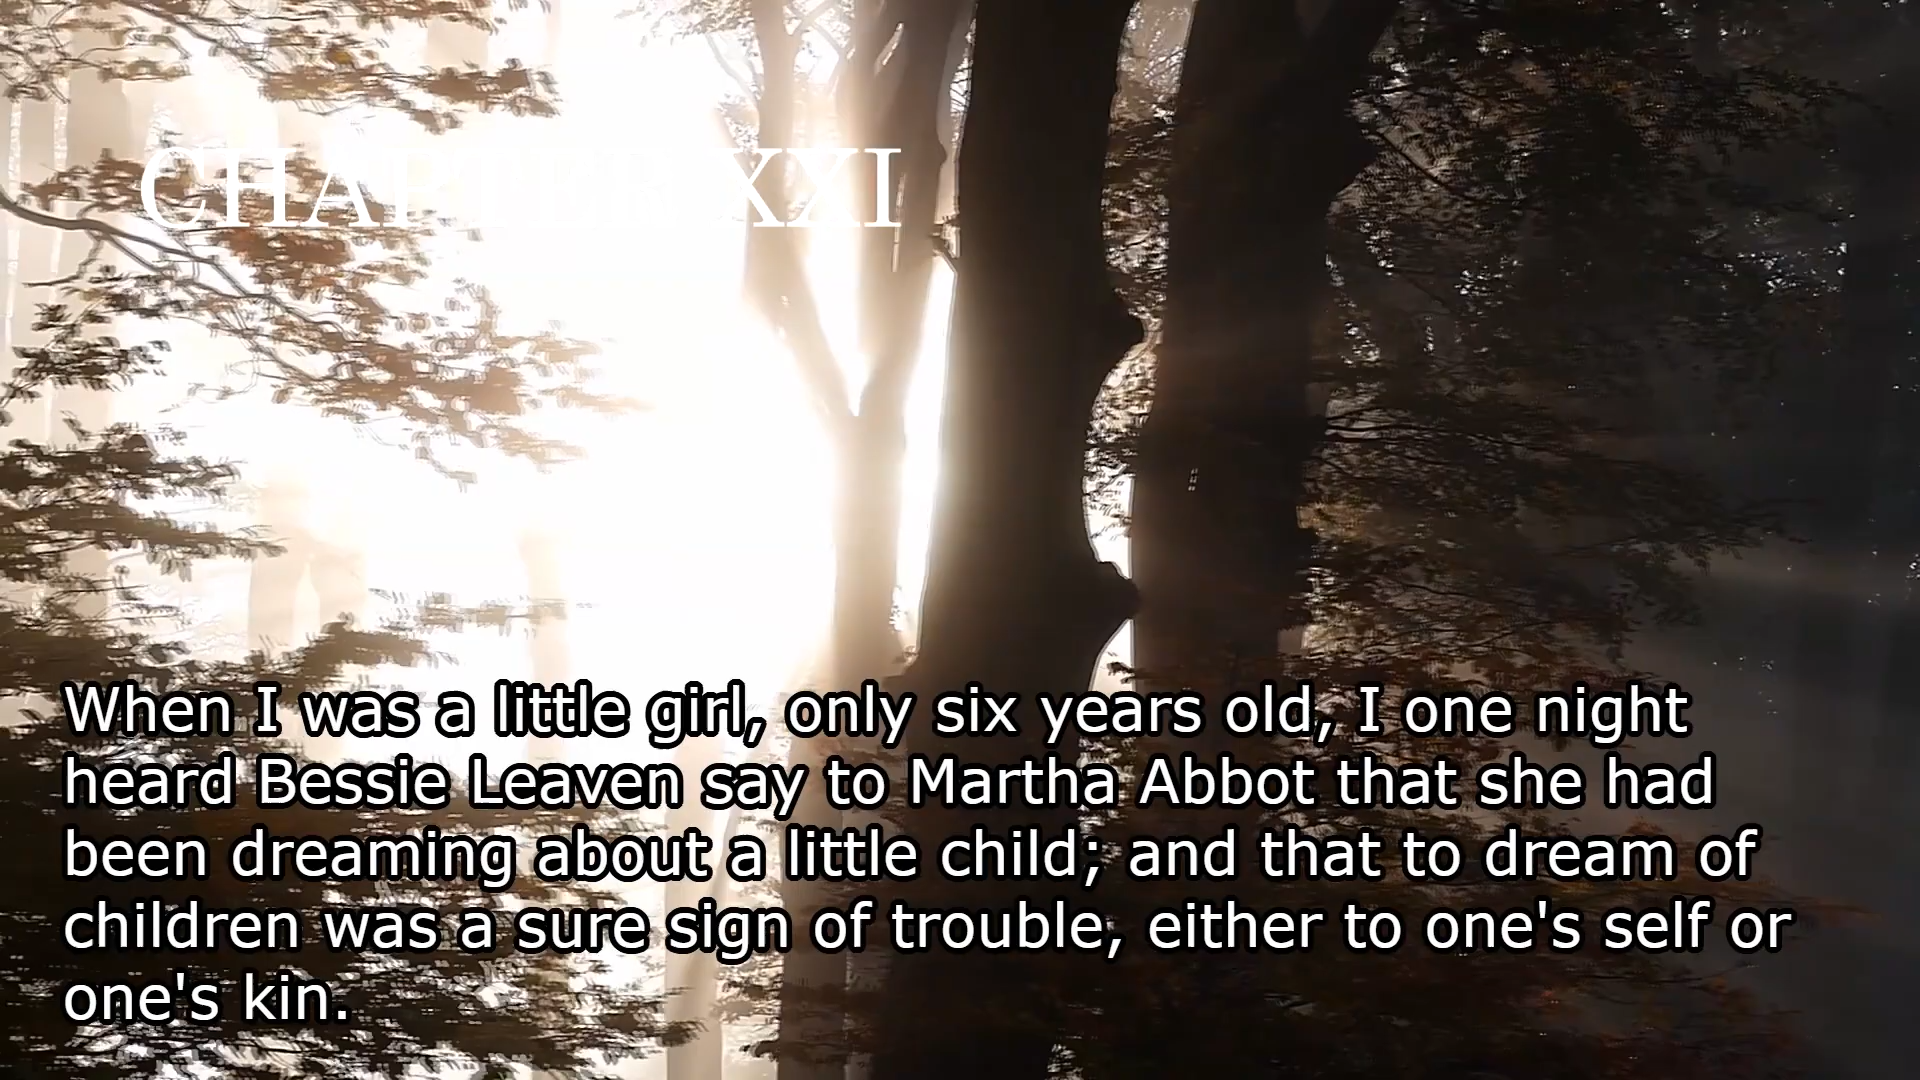 CHAPTER XXI
When I was a little girl, only six years old, I one night
heard Bessie Leaven say to Martha Abbot that she had
been dreaming about a little child; and that to dream of
children was a sure sign of trouble, either to one's self or
one's kin.